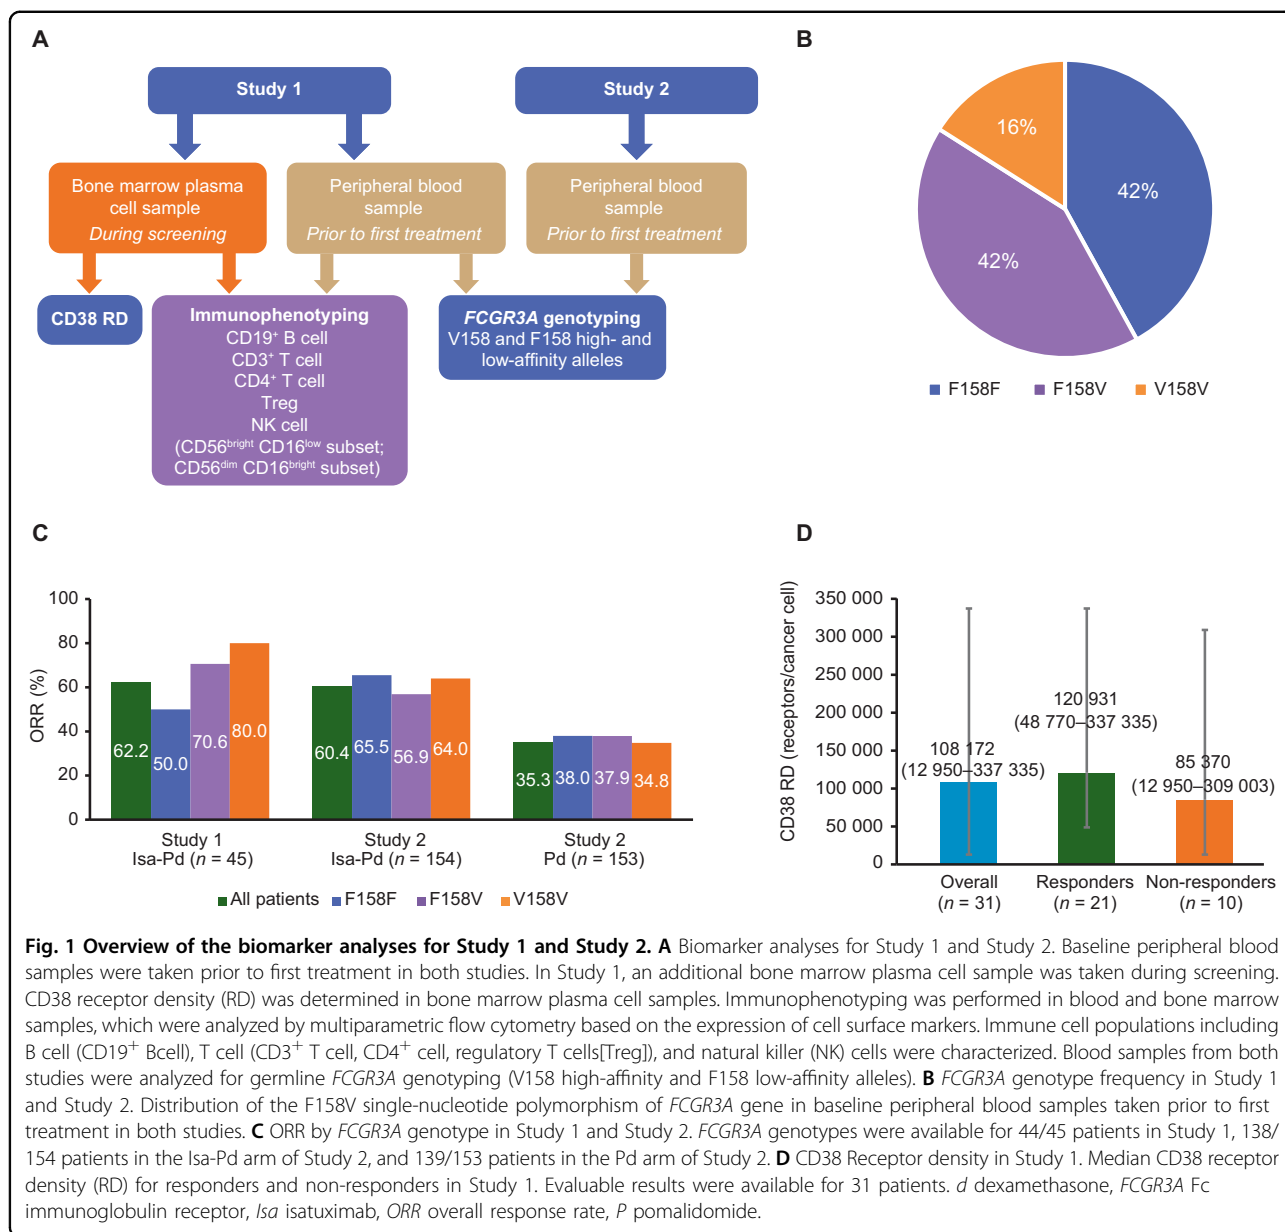 A
Study 1
Study 2
Bone marrow plasma
cell sample
During screening
Peripheral blood
sample
Prior to first treatment
Peripheral blood
sample
Prior to first treatment
CD38 RD
Immunophenotyping
CD19⁺ B cell
CD3⁺ T cell
CD4⁺ T cell
Treg
NK cell
(CD56ᵇʳⁱᵍʰᵗ CD16ˡᵒʷ subset;
CD56ᵈⁱᵐ CD16ᵇʳⁱᵍʰᵗ subset)
FCGR3A genotyping
V158 and F158 high- and
low-affinity alleles
B
16%
42%
42%
F158F F158V V158V
C
ORR (%)
100
80
60
40
20
0
62.2 50.0 70.6 80.0
60.4 65.5 56.9 64.0
35.3 38.0 37.9 34.8
Study 1
Isa-Pd (n = 45)
Study 2
Isa-Pd (n = 154)
Study 2
Pd (n = 153)
All patients F158F F158V V158V
D
CD38 RD (receptors/cancer cell)
350 000
300 000
250 000
200 000
150 000
100 000
50 000
0
108 172
(12 950–337 335)
120 931
(48 770–337 335)
85 370
(12 950–309 003)
Overall
(n = 31)
Responders
(n = 21)
Non-responders
(n = 10)
Fig. 1 Overview of the biomarker analyses for Study 1 and Study 2. A Biomarker analyses for Study 1 and Study 2. Baseline peripheral blood
samples were taken prior to first treatment in both studies. In Study 1, an additional bone marrow plasma cell sample was taken during screening.
CD38 receptor density (RD) was determined in bone marrow plasma cell samples. Immunophenotyping was performed in blood and bone marrow
samples, which were analyzed by multiparametric flow cytometry based on the expression of cell surface markers. Immune cell populations including
B cell (CD19⁺ Bcell), T cell (CD3⁺ T cell, CD4⁺ cell, regulatory T cells[Treg]), and natural killer (NK) cells were characterized. Blood samples from both
studies were analyzed for germline FCGR3A genotyping (V158 high-affinity and F158 low-affinity alleles). B FCGR3A genotype frequency in Study 1
and Study 2. Distribution of the F158V single-nucleotide polymorphism of FCGR3A gene in baseline peripheral blood samples taken prior to first
treatment in both studies. C ORR by FCGR3A genotype in Study 1 and Study 2. FCGR3A genotypes were available for 44/45 patients in Study 1, 138/
154 patients in the Isa-Pd arm of Study 2, and 139/153 patients in the Pd arm of Study 2. D CD38 Receptor density in Study 1. Median CD38 receptor
density (RD) for responders and non-responders in Study 1. Evaluable results were available for 31 patients. d dexamethasone, FCGR3A Fc
immunoglobulin receptor, Isa isatuximab, ORR overall response rate, P pomalidomide.